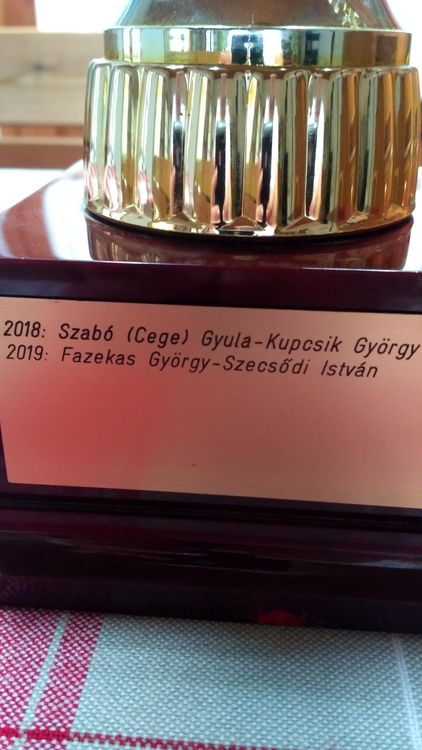 2018: Szabó (Cege) Gyula-Kupcsik György
2019: Fazekas György-Szecsődi István